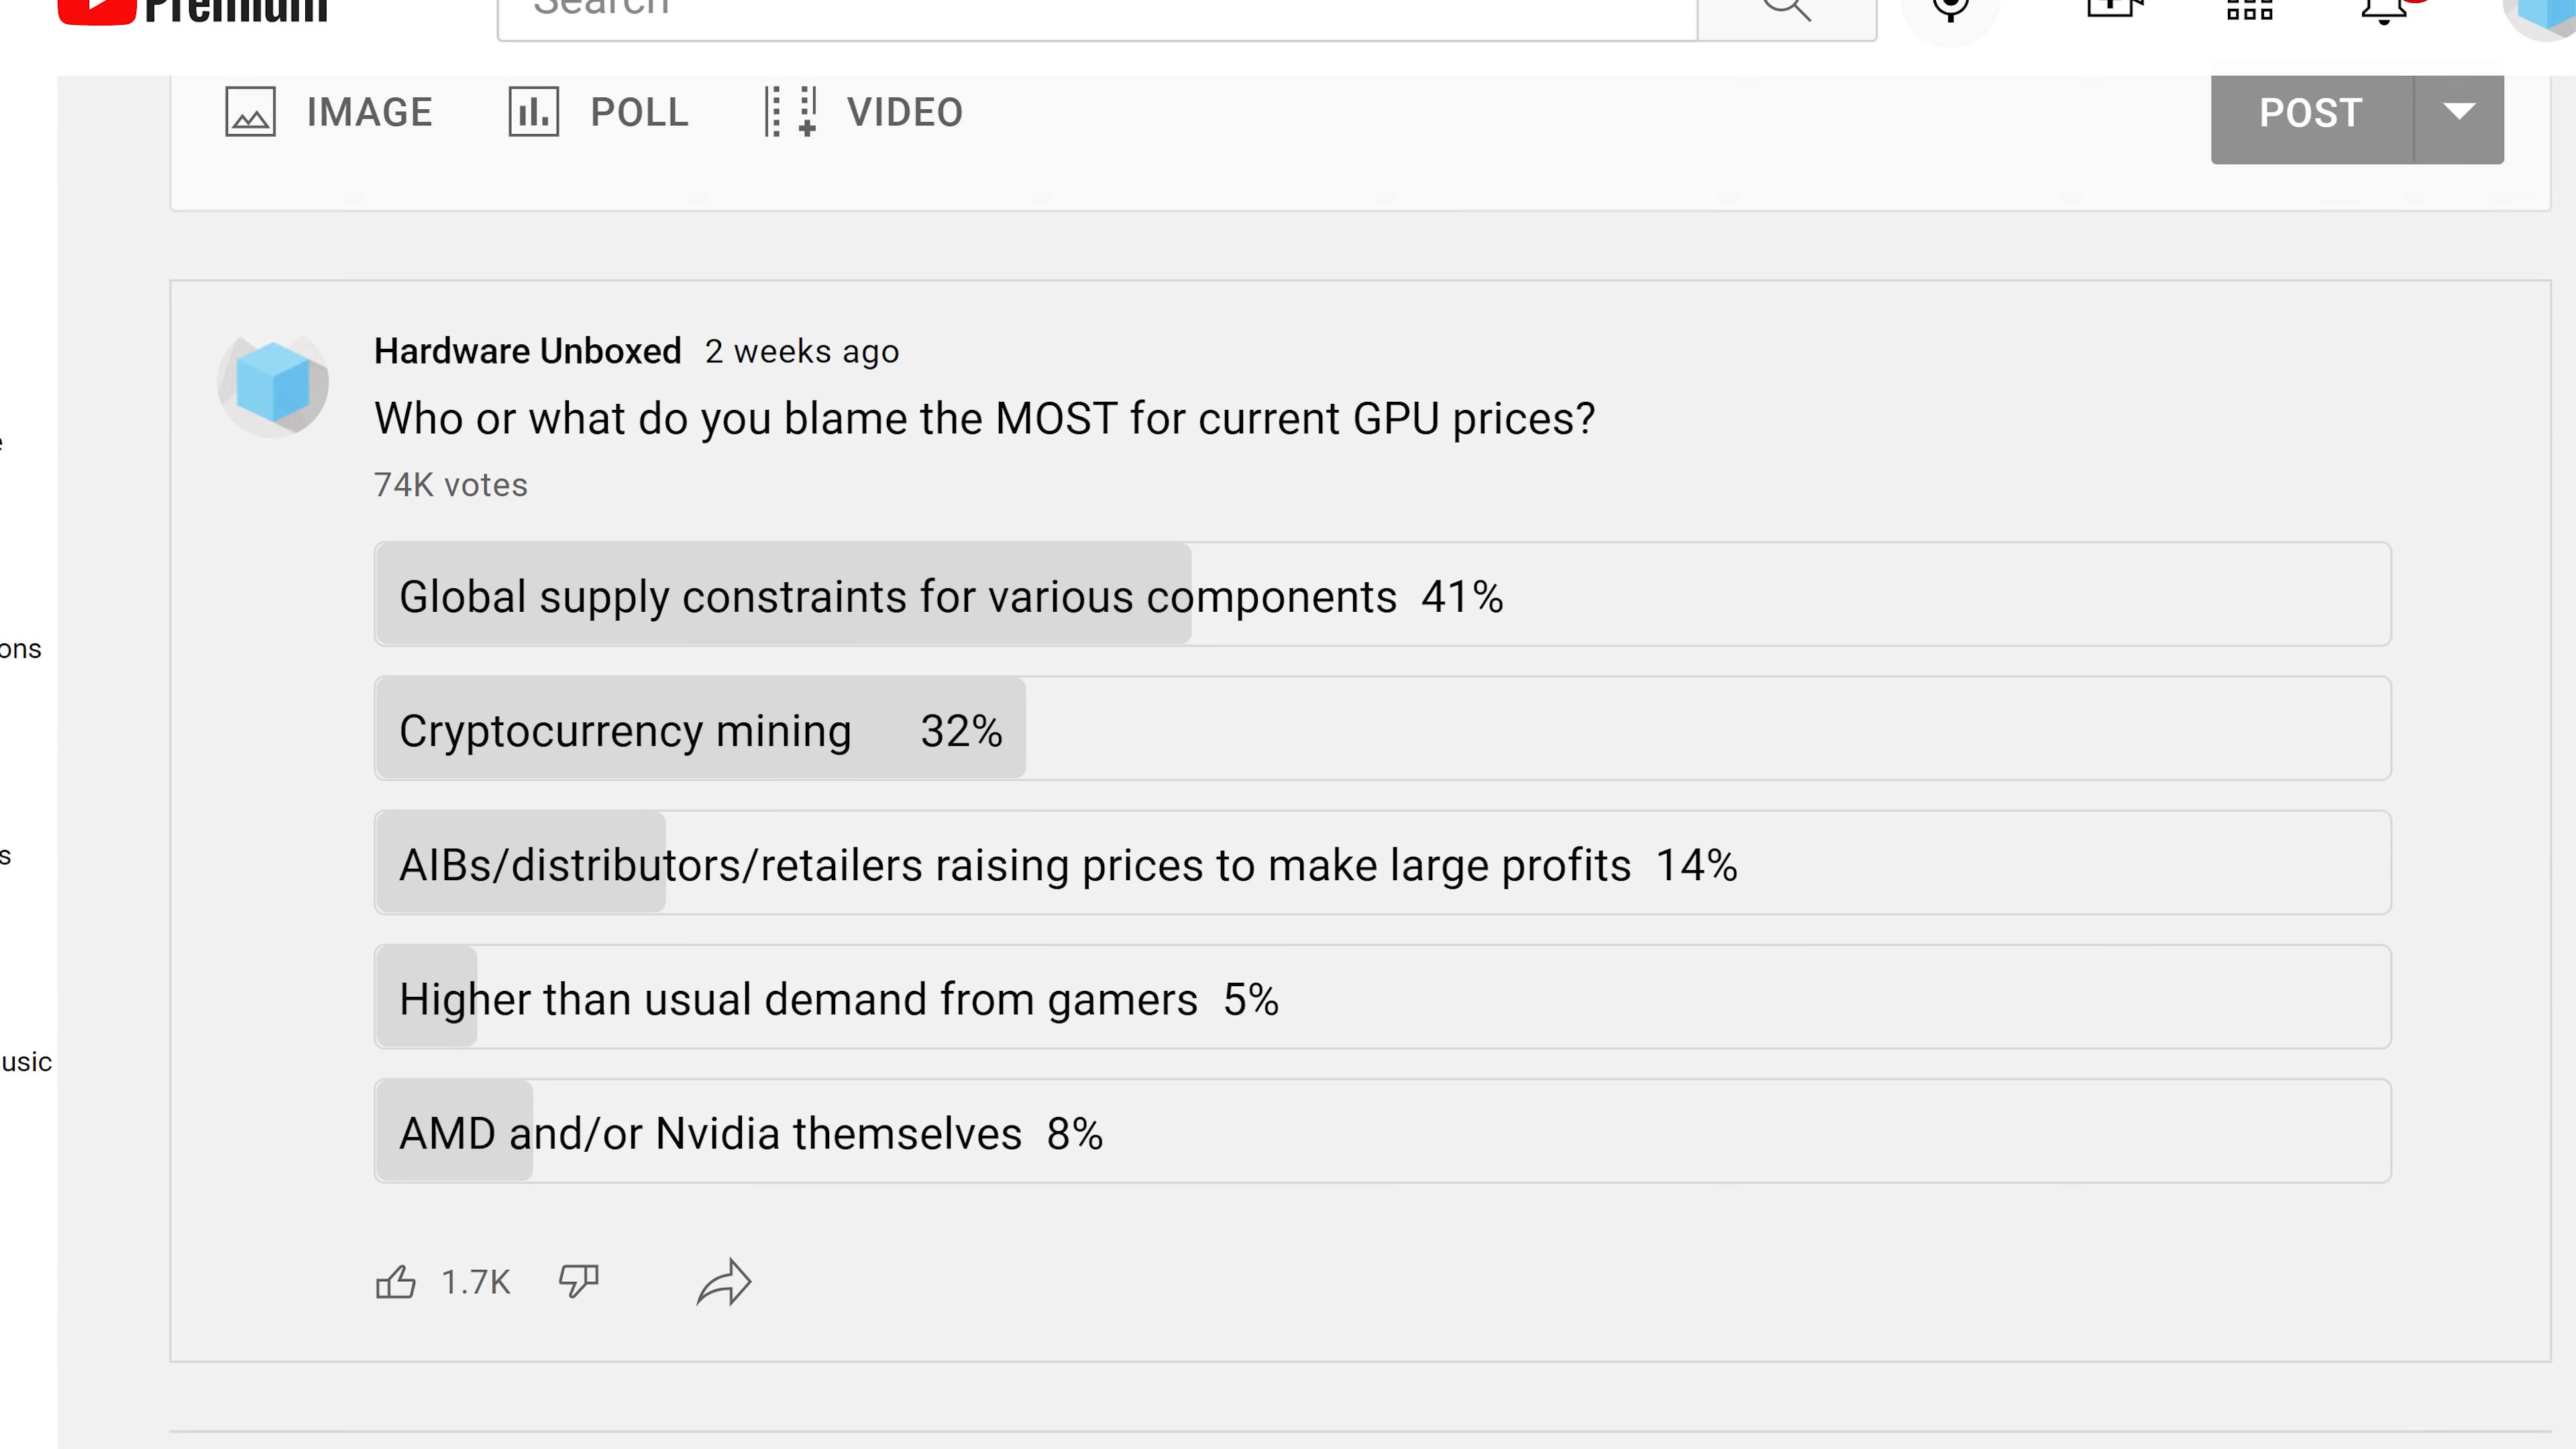 Premium
Search
IMAGE POLL VIDEO POST
Hardware Unboxed 2 weeks ago
Who or what do you blame the MOST for current GPU prices?
74K votes
Global supply constraints for various components 41%
ons
Cryptocurrency mining 32%
AIBs/distributors/retailers raising prices to make large profits 14%
s
Higher than usual demand from gamers 5%
usic
AMD and/or Nvidia themselves 8%
1.7K